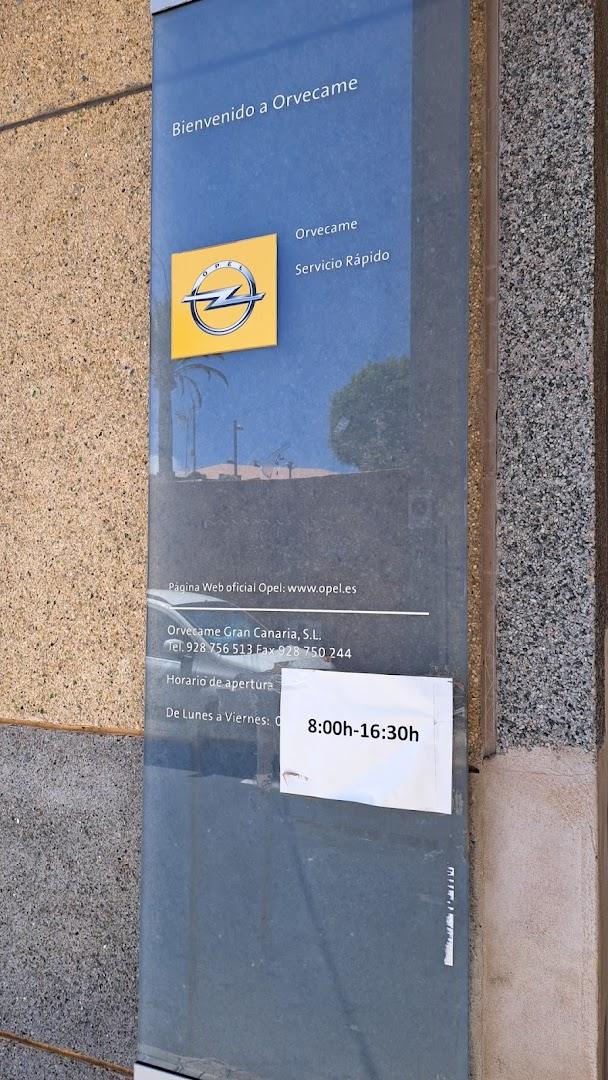 Bienvenido a Orvecame
Orvecame
Servicio Rápido
OPEL
Página Web oficial Opel: www.opel.es
Orvecame Gran Canaria, S.L.
Tel. 928 756 513 Fax 928 750 244
Horario de apertura
De Lunes a Viernes: 0
8:00h-16:30h